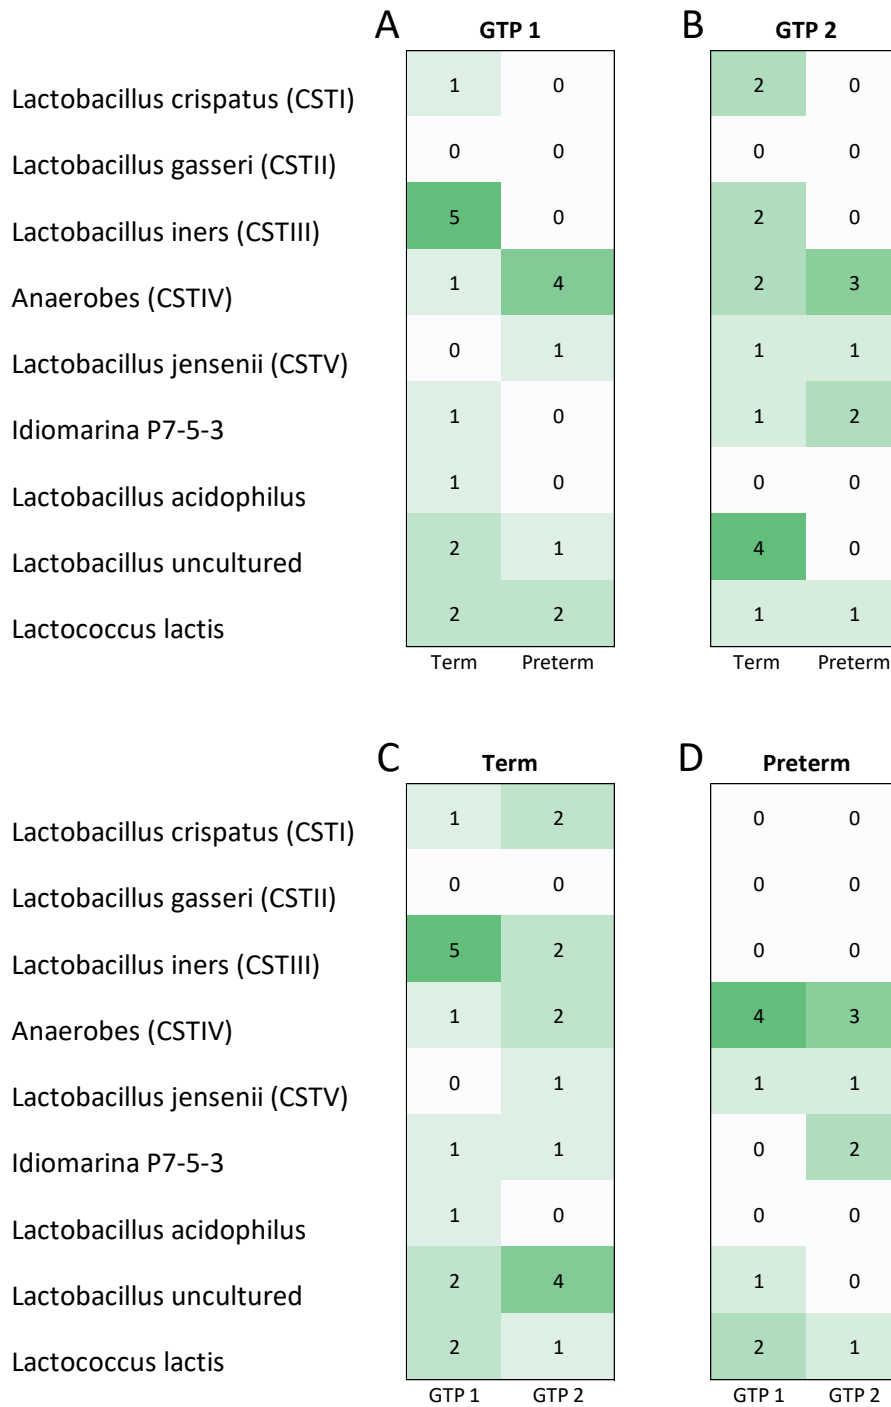 A GTP 1 B GTP 2
Lactobacillus crispatus (CSTI) 1 0 2 0
Lactobacillus gasseri (CSTII) 0 0 0 0
Lactobacillus iners (CSTIII) 5 0 2 0
Anaerobes (CSTIV) 1 4 2 3
Lactobacillus jensenii (CSTV) 0 1 1 1
Idiomarina P7-5-3 1 0 1 2
Lactobacillus acidophilus 1 0 0 0
Lactobacillus uncultured 2 1 4 0
Lactococcus lactis 2 2 1 1
Term Preterm Term Preterm
C Term D Preterm
Lactobacillus crispatus (CSTI) 1 2 0 0
Lactobacillus gasseri (CSTII) 0 0 0 0
Lactobacillus iners (CSTIII) 5 2 0 0
Anaerobes (CSTIV) 1 2 4 3
Lactobacillus jensenii (CSTV) 0 1 1 1
Idiomarina P7-5-3 1 1 0 2
Lactobacillus acidophilus 1 0 0 0
Lactobacillus uncultured 2 4 1 0
Lactococcus lactis 2 1 2 1
GTP 1 GTP 2 GTP 1 GTP 2